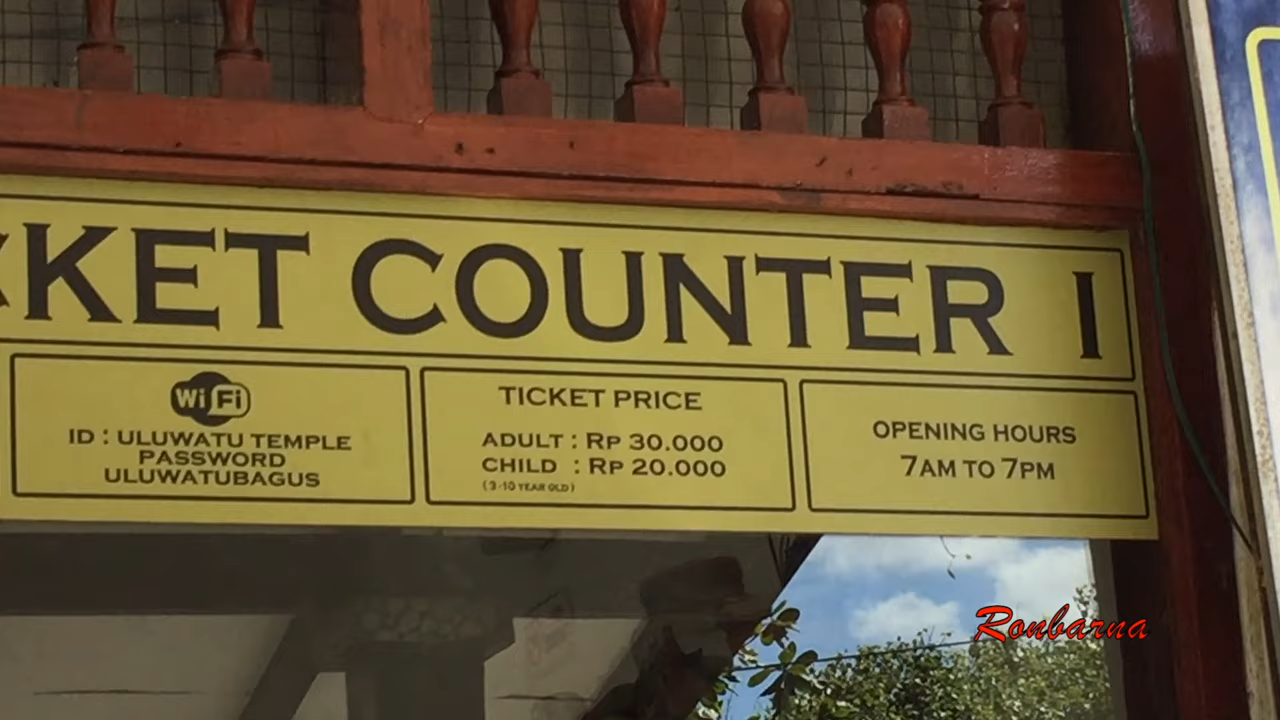 CKET COUNTER I
WiFi
ID : ULUWATU TEMPLE
PASSWORD
ULUWATUBAGUS
TICKET PRICE
ADULT : RP 30.000
CHILD : RP 20.000
(3-10 YEAR OLD)
OPENING HOURS
7AM TO 7PM
Ronbarna